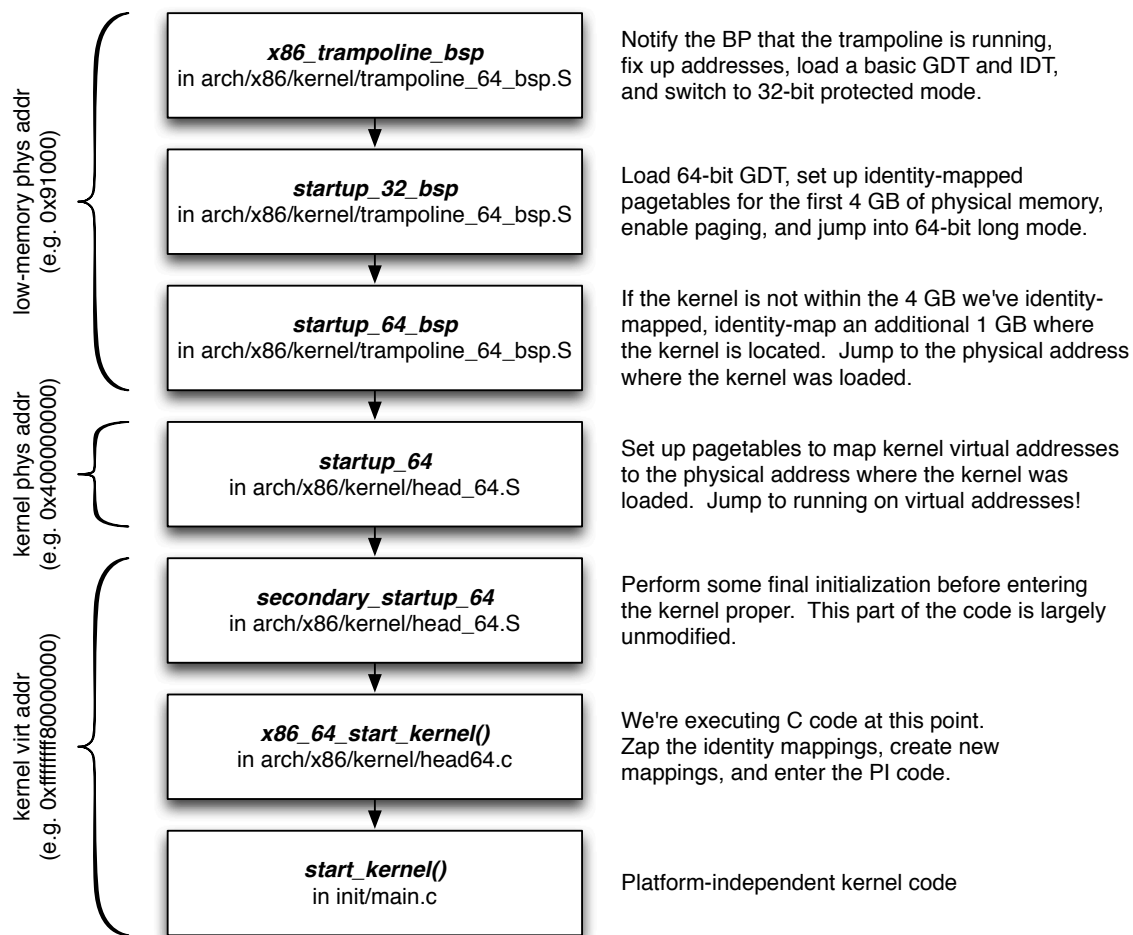 x86_trampoline_bsp
in arch/x86/kernel/trampoline_64_bsp.S
Notify the BP that the trampoline is running,
fix up addresses, load a basic GDT and IDT,
and switch to 32-bit protected mode.
low-memory phys addr
(e.g. 0x91000)
startup_32_bsp
in arch/x86/kernel/trampoline_64_bsp.S
Load 64-bit GDT, set up identity-mapped
pagetables for the first 4 GB of physical memory,
enable paging, and jump into 64-bit long mode.
startup_64_bsp
in arch/x86/kernel/trampoline_64_bsp.S
If the kernel is not within the 4 GB we've identity-
mapped, identity-map an additional 1 GB where
the kernel is located.  Jump to the physical address
where the kernel was loaded.
kernel phys addr
(e.g. 0x400000000)
startup_64
in arch/x86/kernel/head_64.S
Set up pagetables to map kernel virtual addresses
to the physical address where the kernel was
loaded.  Jump to running on virtual addresses!
kernel virt addr
(e.g. 0xffffffff80000000)
secondary_startup_64
in arch/x86/kernel/head_64.S
Perform some final initialization before entering
the kernel proper.  This part of the code is largely
unmodified.
x86_64_start_kernel()
in arch/x86/kernel/head64.c
We're executing C code at this point.
Zap the identity mappings, create new
mappings, and enter the PI code.
start_kernel()
in init/main.c
Platform-independent kernel code